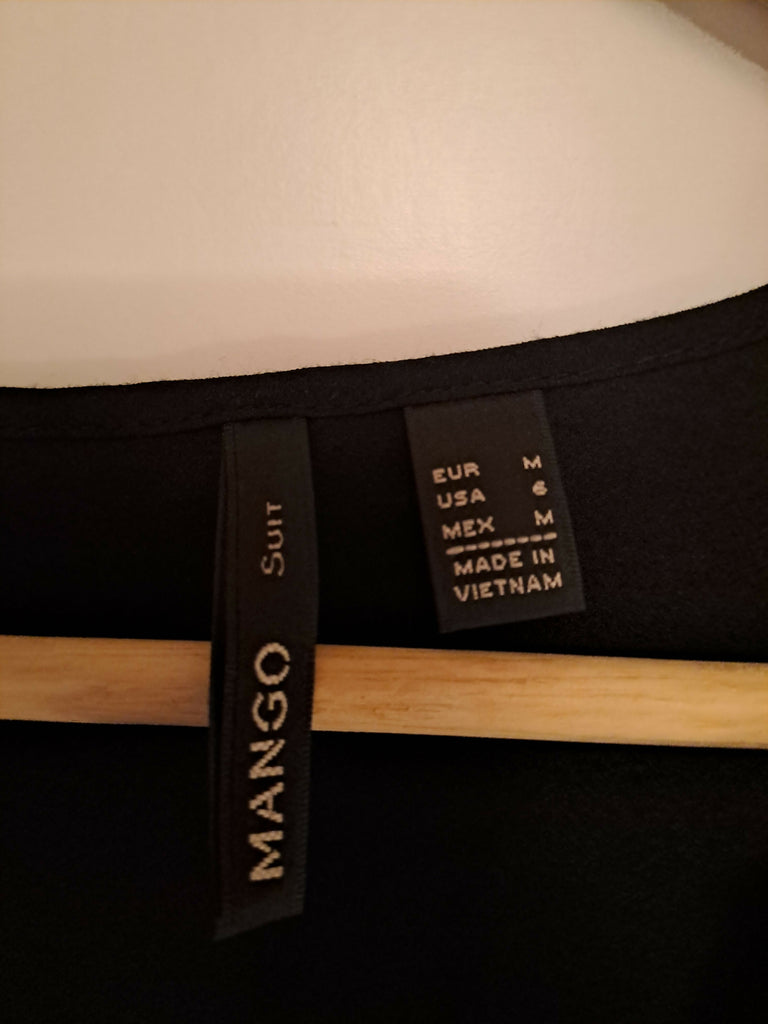 MANGO Suit
EUR M
USA 6
MEX M
MADE IN
VIETNAM